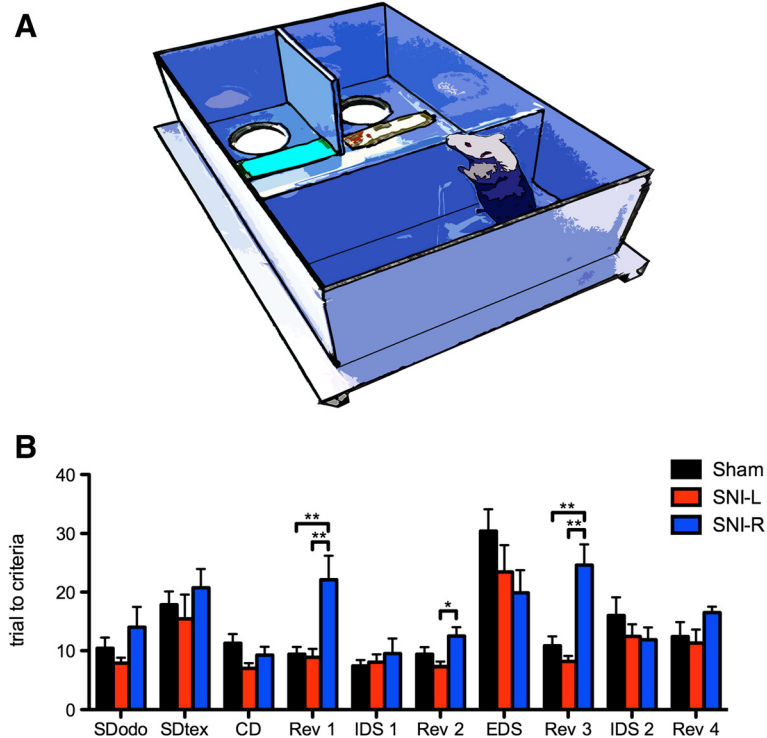 A
B
40
30
20
10
0
trial to criteria
Sham
SNI-L
SNI-R
**
**
*
**
**
SDodo SDtex CD Rev 1 IDS 1 Rev 2 EDS Rev 3 IDS 2 Rev 4